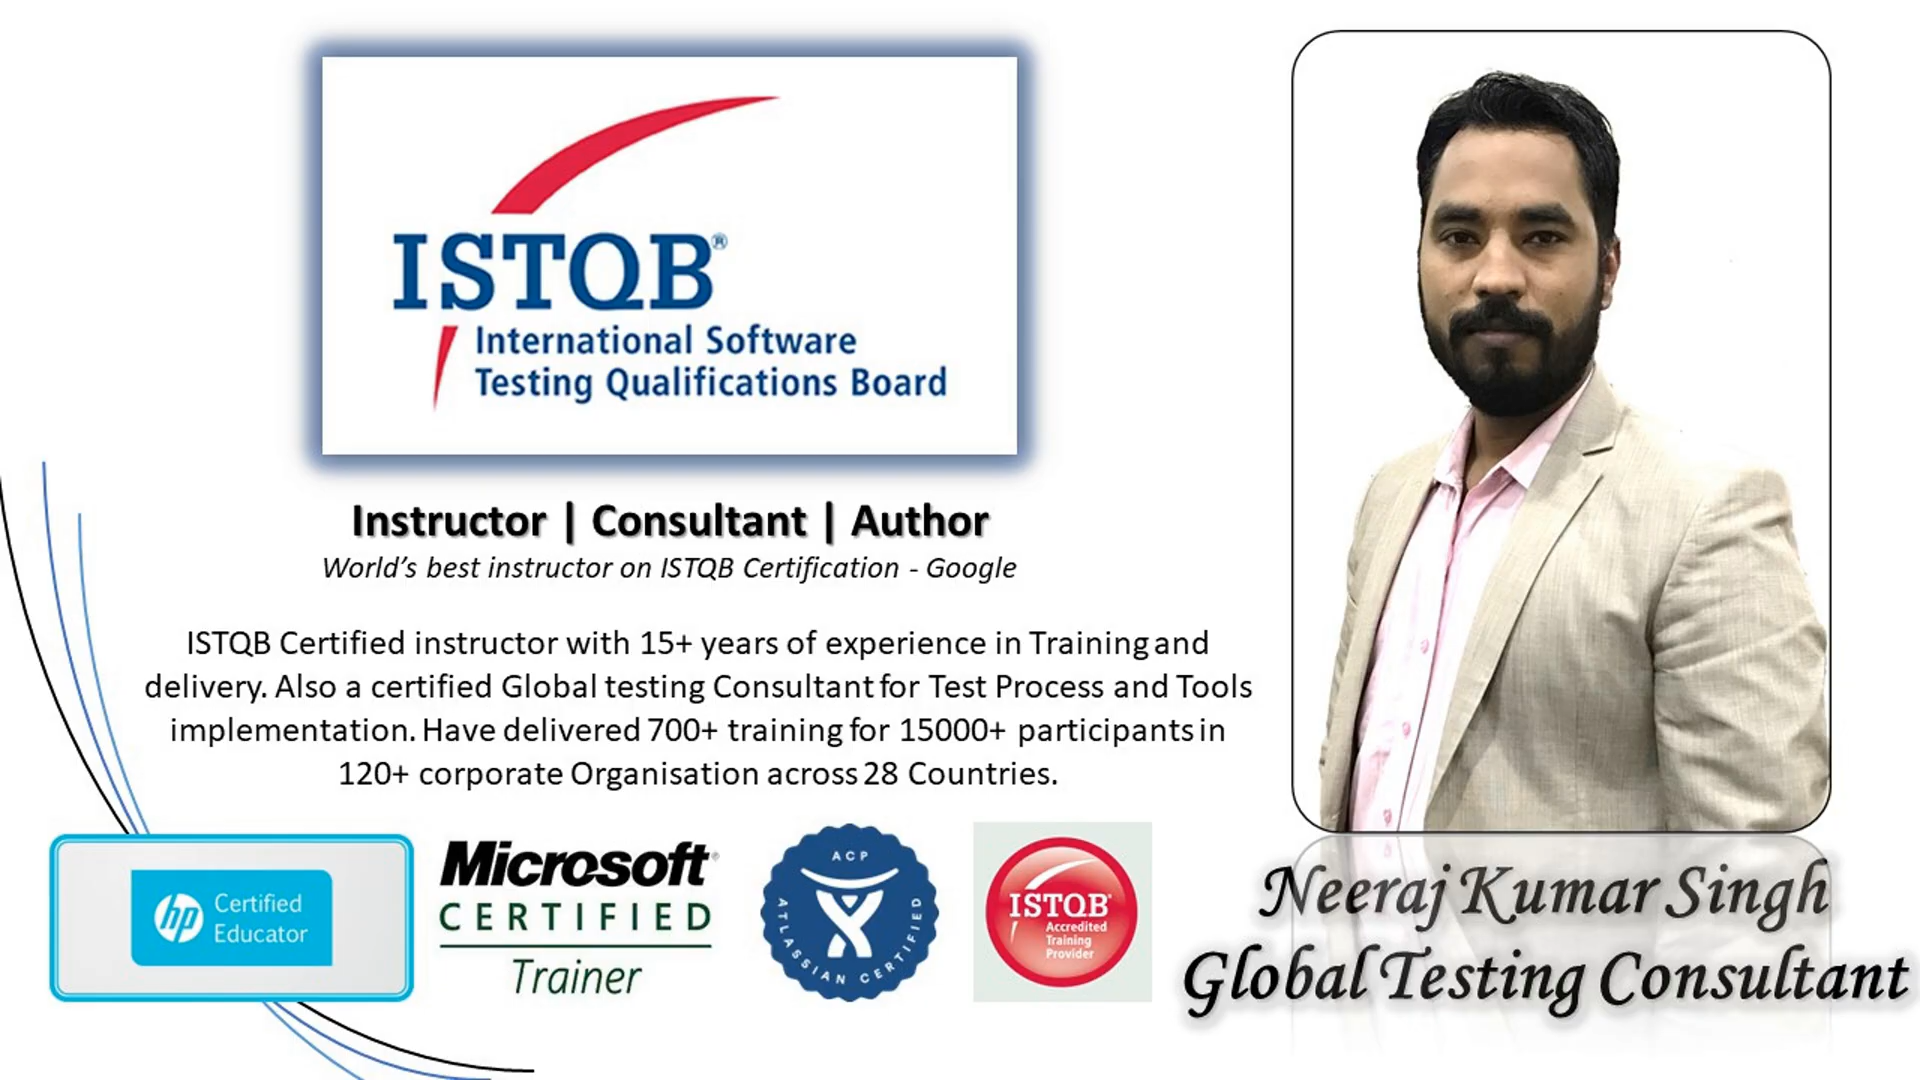 ISTQB®
International Software
Testing Qualifications Board
Instructor | Consultant | Author
World’s best instructor on ISTQB Certification - Google
ISTQB Certified instructor with 15+ years of experience in Training and
delivery. Also a certified Global testing Consultant for Test Process and Tools
implementation. Have delivered 700+ training for 15000+ participants in
120+ corporate Organisation across 28 Countries.
hp
Certified
Educator
Microsoft®
CERTIFIED
Trainer
ACP
ATLASSIAN CERTIFIED
ISTQB®
Accredited
Training
Provider
Neeraj Kumar Singh
Global Testing Consultant